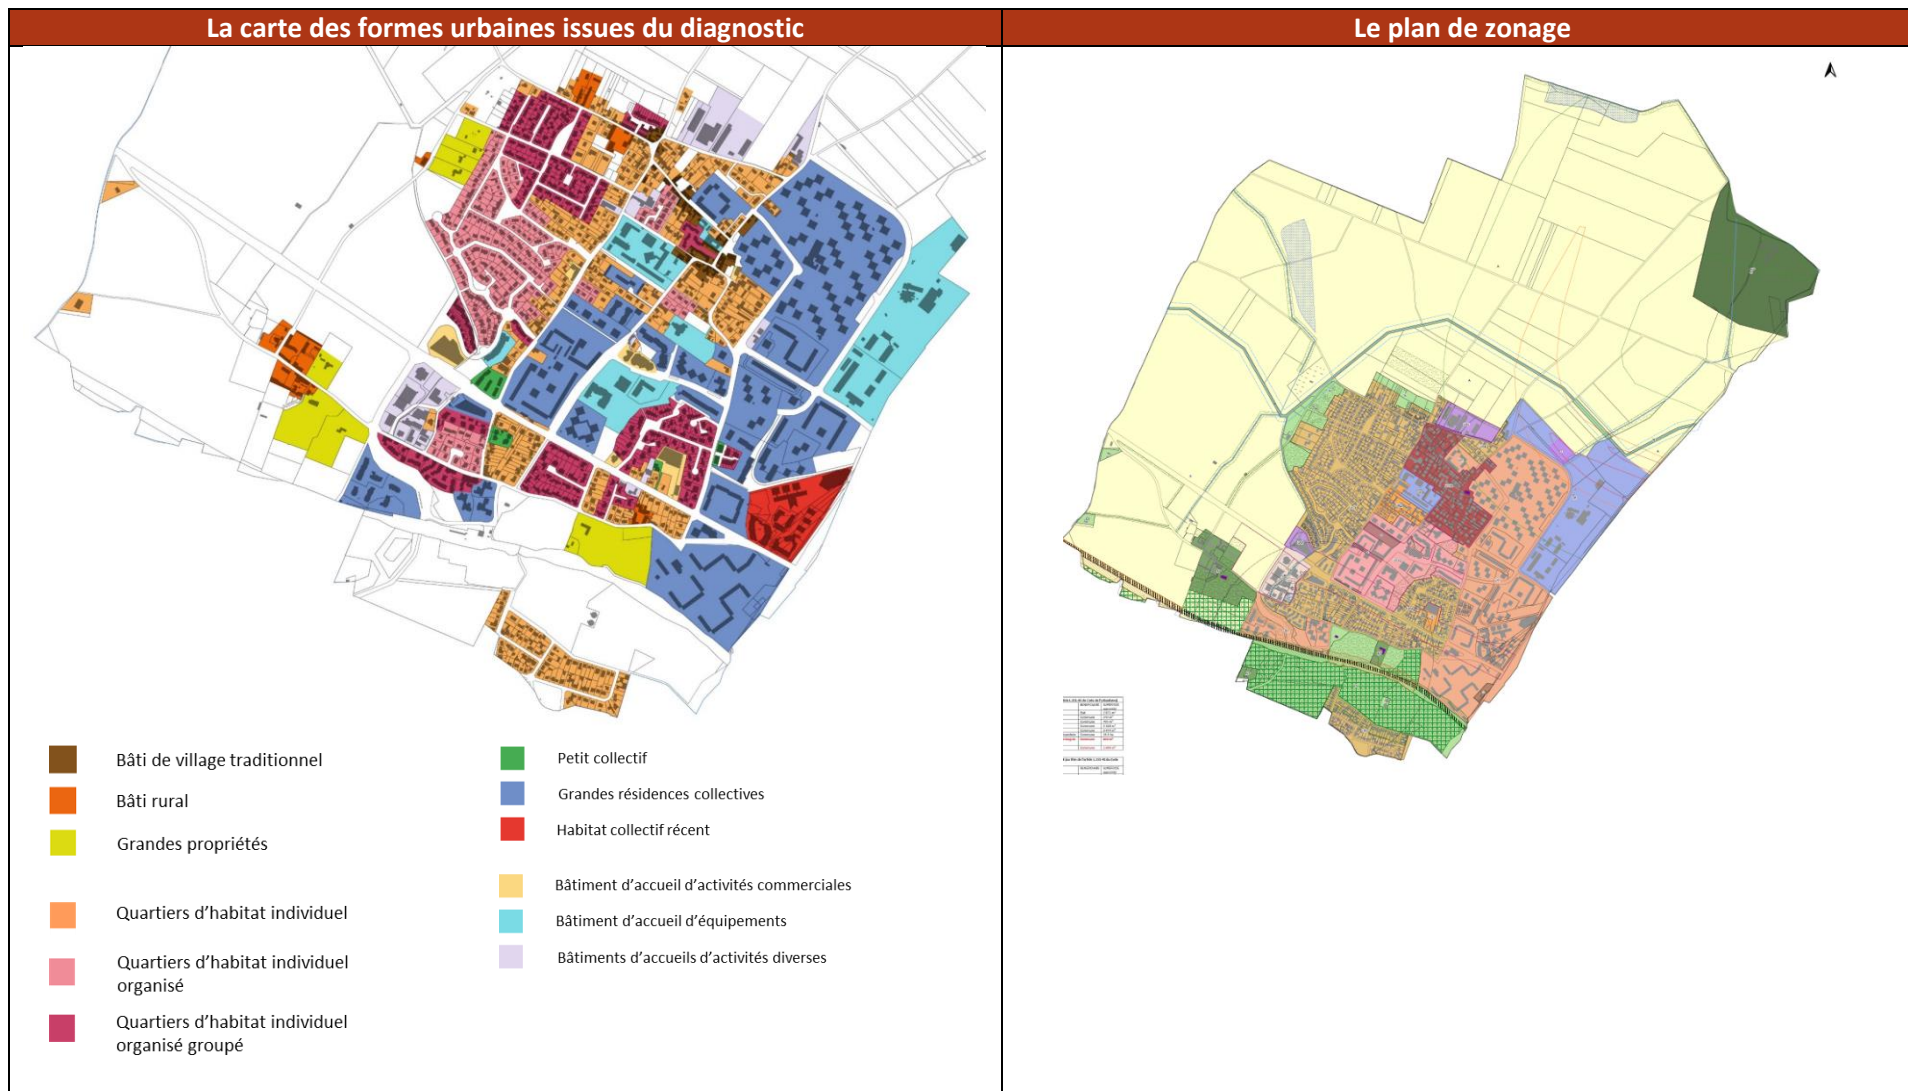 La carte des formes urbaines issues du diagnostic
Le plan de zonage
Bâti de village traditionnel
Bâti rural
Grandes propriétés
Quartiers d'habitat individuel
Quartiers d'habitat individuel
organisé
Quartiers d'habitat individuel
organisé groupé
Petit collectif
Grandes résidences collectives
Habitat collectif récent
Bâtiment d'accueil d'activités commerciales
Bâtiment d'accueil d'équipements
Bâtiments d'accueils d'activités diverses